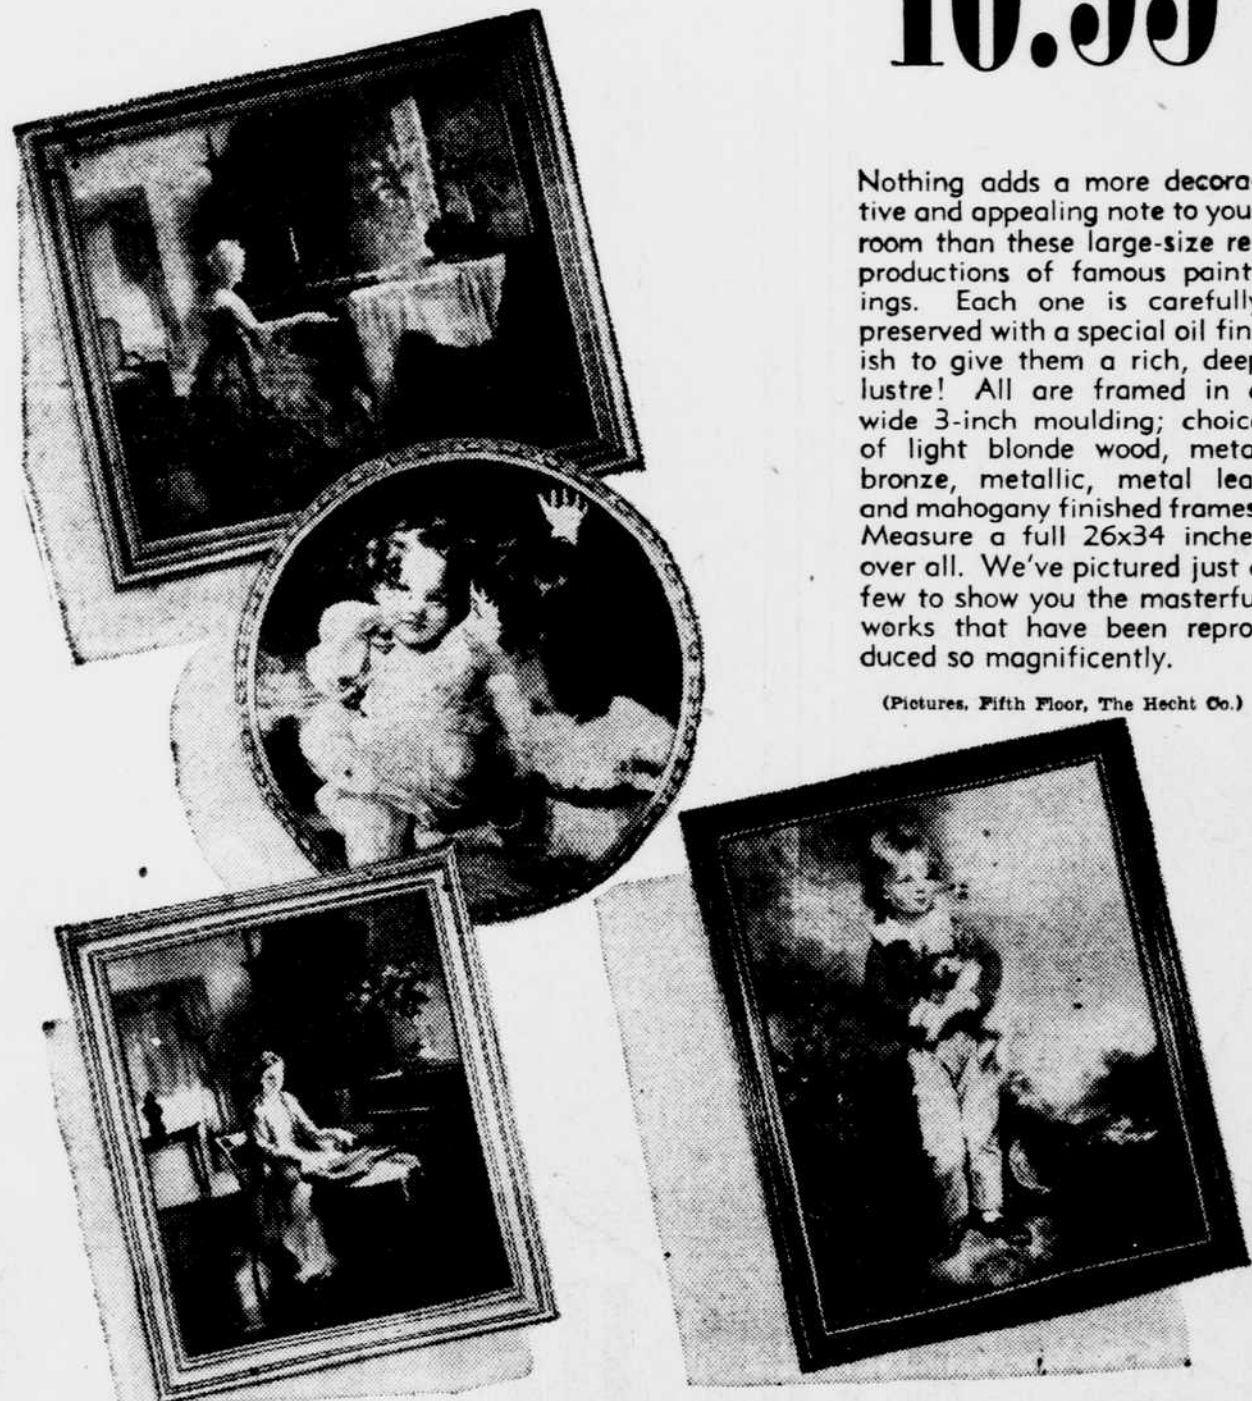 Nothing adds a more decora-
tive and appealing note to you
room than these large-size re-
productions of famous paint-
ings. Each one is carefully
preserved with a special oil fin-
ish to give them a rich, deep
lustre! All are framed in a
wide 3-inch moulding; choice
of light blonde wood, meta
bronze, metallic, metal lea
and mahogany finished frames.
Measure a full 26x34 inche
over all. We've pictured just a
few to show you the masterfu
works that have been repro-
duced so magnificently.
(Pictures, Fifth Floor, The Hecht Co.)